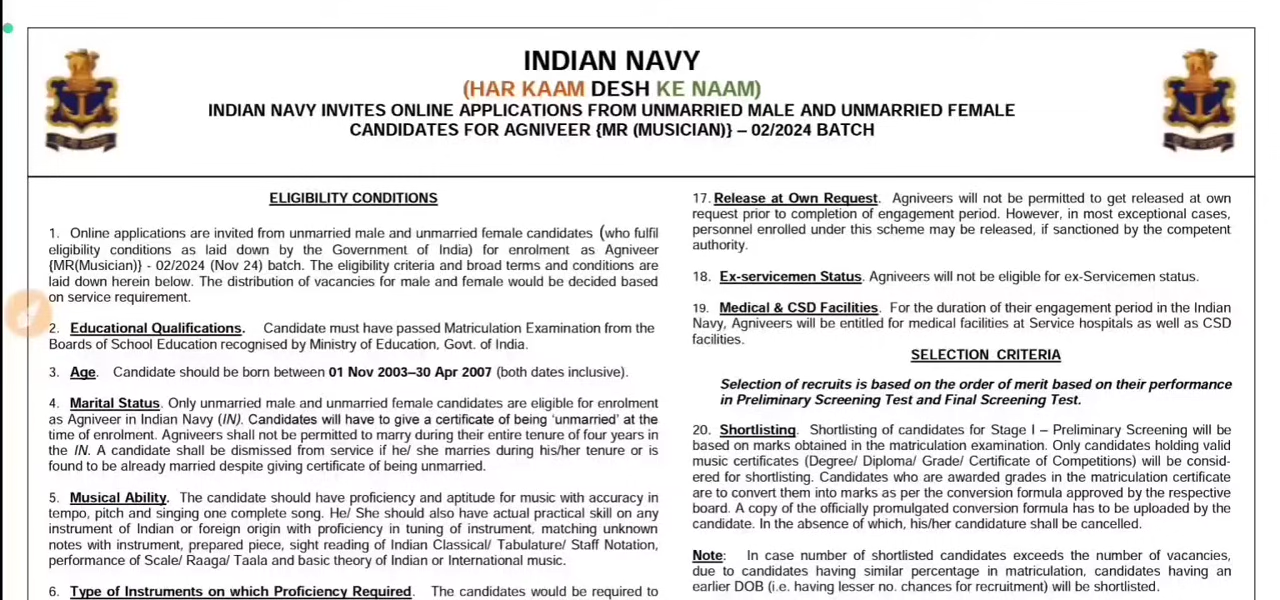 INDIAN NAVY
(HAR KAAM DESH KE NAAM)
INDIAN NAVY INVITES ONLINE APPLICATIONS FROM UNMARRIED MALE AND UNMARRIED FEMALE
CANDIDATES FOR AGNIVEER {MR (MUSICIAN)} – 02/2024 BATCH
ELIGIBILITY CONDITIONS
1. Online applications are invited from unmarried male and unmarried female candidates (who fulfil
eligibility conditions as laid down by the Government of India) for enrolment as Agniveer
{MR(Musician)} - 02/2024 (Nov 24) batch. The eligibility criteria and broad terms and conditions are
laid down herein below. The distribution of vacancies for male and female would be decided based
on service requirement.
2. Educational Qualifications. Candidate must have passed Matriculation Examination from the
Boards of School Education recognised by Ministry of Education, Govt. of India.
3. Age. Candidate should be born between 01 Nov 2003–30 Apr 2007 (both dates inclusive).
4. Marital Status. Only unmarried male and unmarried female candidates are eligible for enrolment
as Agniveer in Indian Navy (IN). Candidates will have to give a certificate of being ‘unmarried’ at the
time of enrolment. Agniveers shall not be permitted to marry during their entire tenure of four years in
the IN. A candidate shall be dismissed from service if he/ she marries during his/her tenure or is
found to be already married despite giving certificate of being unmarried.
5. Musical Ability. The candidate should have proficiency and aptitude for music with accuracy in
tempo, pitch and singing one complete song. He/ She should also have actual practical skill on any
instrument of Indian or foreign origin with proficiency in tuning of instrument, matching unknown
notes with instrument, prepared piece, sight reading of Indian Classical/ Tabulature/ Staff Notation,
performance of Scale/ Raaga/ Taala and basic theory of Indian or International music.
6. Type of Instruments on which Proficiency Required. The candidates would be required to
17. Release at Own Request. Agniveers will not be permitted to get released at own
request prior to completion of engagement period. However, in most exceptional cases,
personnel enrolled under this scheme may be released, if sanctioned by the competent
authority.
18. Ex-servicemen Status. Agniveers will not be eligible for ex-Servicemen status.
19. Medical & CSD Facilities. For the duration of their engagement period in the Indian
Navy, Agniveers will be entitled for medical facilities at Service hospitals as well as CSD
facilities.
SELECTION CRITERIA
Selection of recruits is based on the order of merit based on their performance
in Preliminary Screening Test and Final Screening Test.
20. Shortlisting. Shortlisting of candidates for Stage I – Preliminary Screening will be
based on marks obtained in the matriculation examination. Only candidates holding valid
music certificates (Degree/ Diploma/ Grade/ Certificate of Competitions) will be consid-
ered for shortlisting. Candidates who are awarded grades in the matriculation certificate
are to convert them into marks as per the conversion formula approved by the respective
board. A copy of the officially promulgated conversion formula has to be uploaded by the
candidate. In the absence of which, his/her candidature shall be cancelled.
Note: In case number of shortlisted candidates exceeds the number of vacancies,
due to candidates having similar percentage in matriculation, candidates having an
earlier DOB (i.e. having lesser no. chances for recruitment) will be shortlisted.